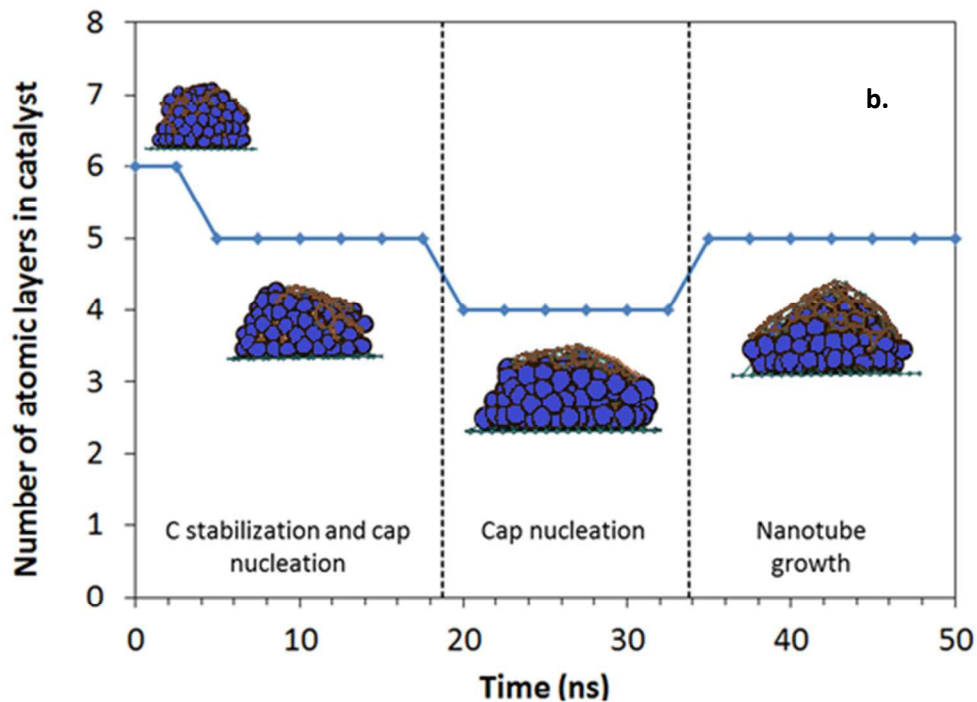 b.
Number of atomic layers in catalyst
8
7
6
5
4
3
2
1
0
C stabilization and cap
nucleation
Cap nucleation
Nanotube
growth
0 10 20 30 40 50
Time (ns)